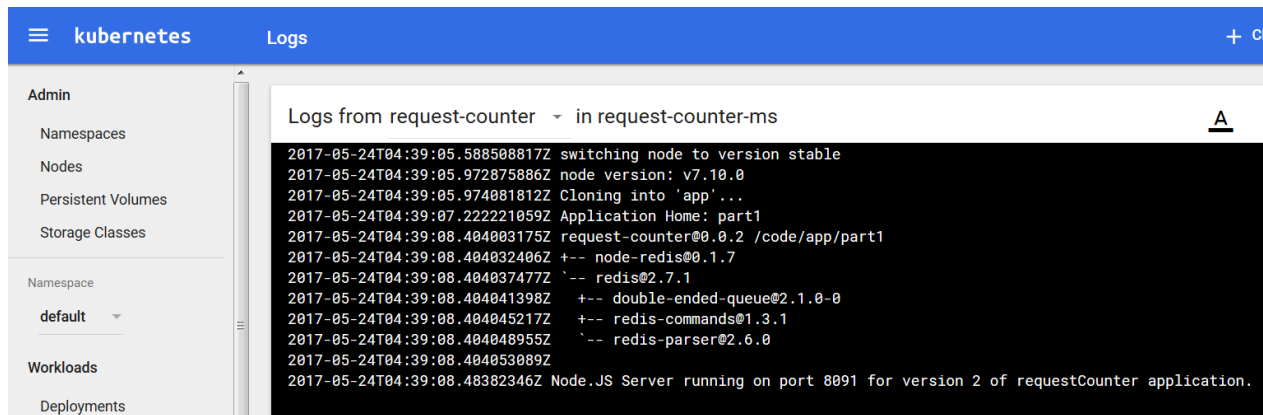 kubernetes
Logs
+ C
Admin
Namespaces
Nodes
Persistent Volumes
Storage Classes
Namespace
default
Workloads
Deployments
Logs from request-counter in request-counter-ms
A
2017-05-24T04:39:05.588508817Z switching node to version stable
2017-05-24T04:39:05.972875886Z node version: v7.10.0
2017-05-24T04:39:05.974081812Z Cloning into 'app'...
2017-05-24T04:39:07.222221059Z Application Home: part1
2017-05-24T04:39:08.404003175Z request-counter@0.0.2 /code/app/part1
2017-05-24T04:39:08.404032406Z +-- node-redis@0.1.7
2017-05-24T04:39:08.404037477Z `-- redis@2.7.1
2017-05-24T04:39:08.404041398Z   +-- double-ended-queue@2.1.0-0
2017-05-24T04:39:08.404045217Z   +-- redis-commands@1.3.1
2017-05-24T04:39:08.404048955Z   `-- redis-parser@2.6.0
2017-05-24T04:39:08.404053089Z
2017-05-24T04:39:08.48382346Z Node.JS Server running on port 8091 for version 2 of requestCounter application.